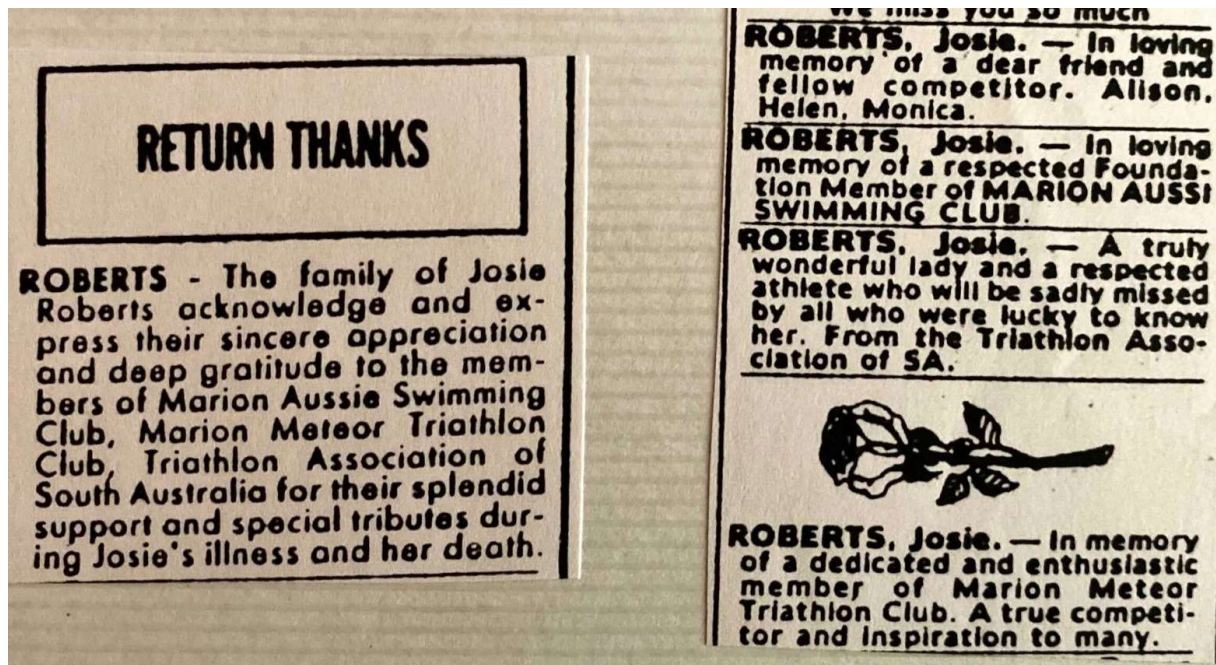 RETURN THANKS
ROBERTS - The family of Josie
Roberts acknowledge and ex-
press their sincere appreciation
and deep gratitude to the mem-
bers of Marion Aussie Swimming
Club, Marion Meteor Triathlon
Club, Triathlon Association of
South Australia for their splendid
support and special tributes dur-
ing Josie's illness and her death.
We miss you so much
ROBERTS, Josie. — In loving
memory of a dear friend and
fellow competitor. Alison,
Helen, Monica.
ROBERTS, Josie. — In loving
memory of a respected Founda-
tion Member of MARION AUSSI
SWIMMING CLUB.
ROBERTS, Josie. — A truly
wonderful lady and a respected
athlete who will be sadly missed
by all who were lucky to know
her. From the Triathlon Asso-
ciation of SA.
ROBERTS, Josie. — In memory
of a dedicated and enthusiastic
member of Marion Meteor
Triathlon Club. A true competi-
tor and inspiration to many.